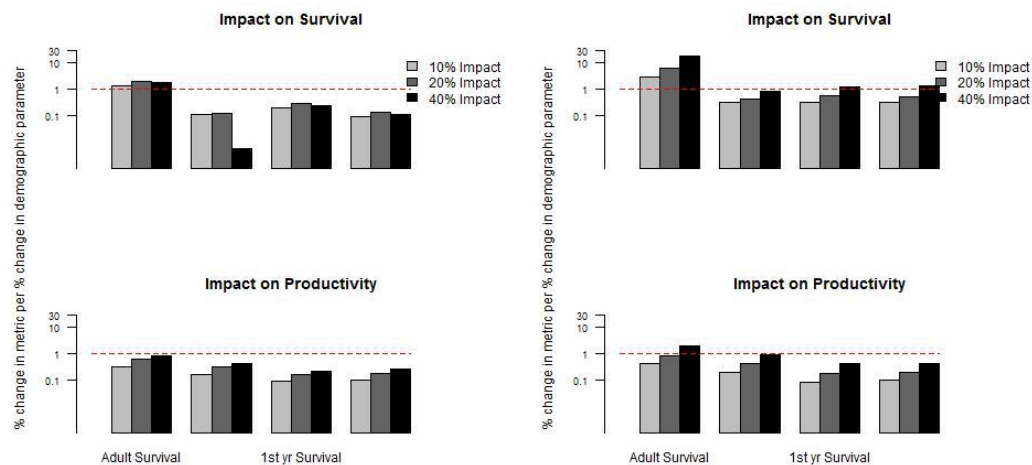 Impact on Survival
30
10
1
0.1
10% Impact
20% Impact
40% Impact
% change in metric per % change in demographic parameter
Impact on Productivity
30
10
1
0.1
Adult Survival
1st yr Survival
Impact on Survival
30
10
1
0.1
10% Impact
20% Impact
40% Impact
% change in metric per % change in demographic parameter
Impact on Productivity
30
10
1
0.1
Adult Survival
1st yr Survival